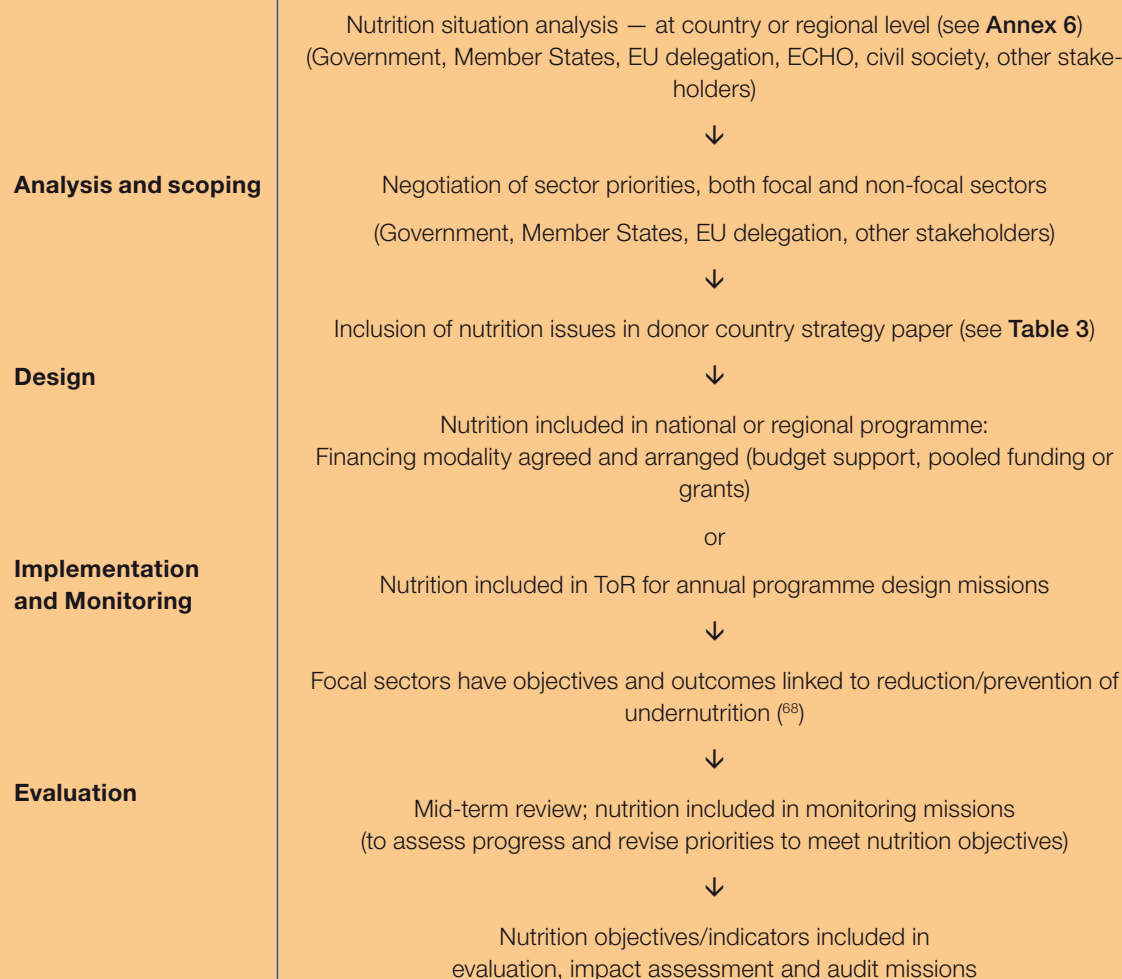 Nutrition situation analysis — at country or regional level (see Annex 6)
(Government, Member States, EU delegation, ECHO, civil society, other stake-
holders)
↓
Analysis and scoping
Negotiation of sector priorities, both focal and non-focal sectors
(Government, Member States, EU delegation, other stakeholders)
↓
Inclusion of nutrition issues in donor country strategy paper (see Table 3)
Design
↓
Nutrition included in national or regional programme:
Financing modality agreed and arranged (budget support, pooled funding or
grants)
or
Implementation
and Monitoring
Nutrition included in ToR for annual programme design missions
↓
Focal sectors have objectives and outcomes linked to reduction/prevention of
undernutrition (68)
↓
Evaluation
Mid-term review; nutrition included in monitoring missions
(to assess progress and revise priorities to meet nutrition objectives)
↓
Nutrition objectives/indicators included in
evaluation, impact assessment and audit missions